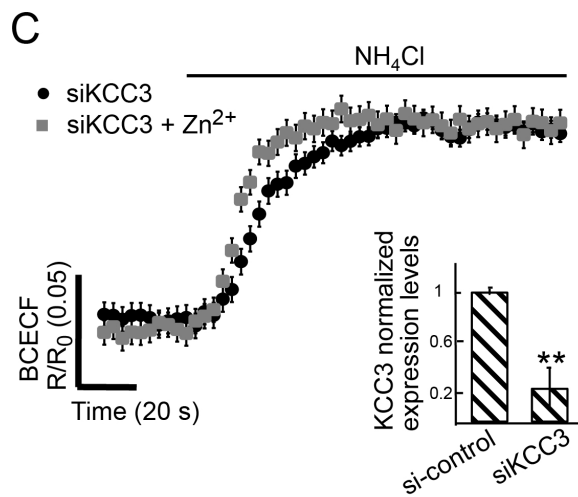 C
NH₄Cl
siKCC3
siKCC3 + Zn²⁺
BCECF
R/R₀ (0.05)
Time (20 s)
KCC3 normalized
expression levels
1
0.6
0.2
**
si-control
siKCC3